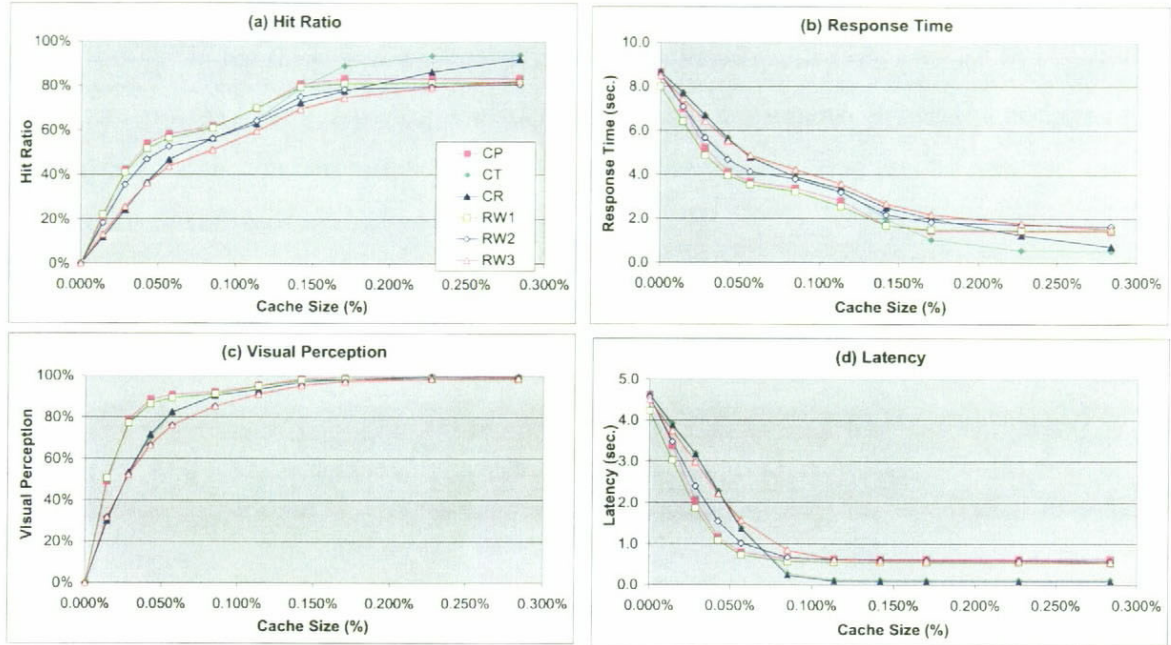 (a) Hit Ratio
100%
80%
60%
40%
20%
0%
Hit Ratio
CP
CT
CR
RW1
RW2
RW3
0.000% 0.050% 0.100% 0.150% 0.200% 0.250% 0.300%
Cache Size (%)
(b) Response Time
10.0
8.0
6.0
4.0
2.0
0.0
Response Time (sec.)
0.000% 0.050% 0.100% 0.150% 0.200% 0.250% 0.300%
Cache Size (%)
(c) Visual Perception
100%
80%
60%
40%
20%
0%
Visual Perception
0.000% 0.050% 0.100% 0.150% 0.200% 0.250% 0.300%
Cache Size (%)
(d) Latency
5.0
4.0
3.0
2.0
1.0
0.0
Latency (sec.)
0.000% 0.050% 0.100% 0.150% 0.200% 0.250% 0.300%
Cache Size (%)